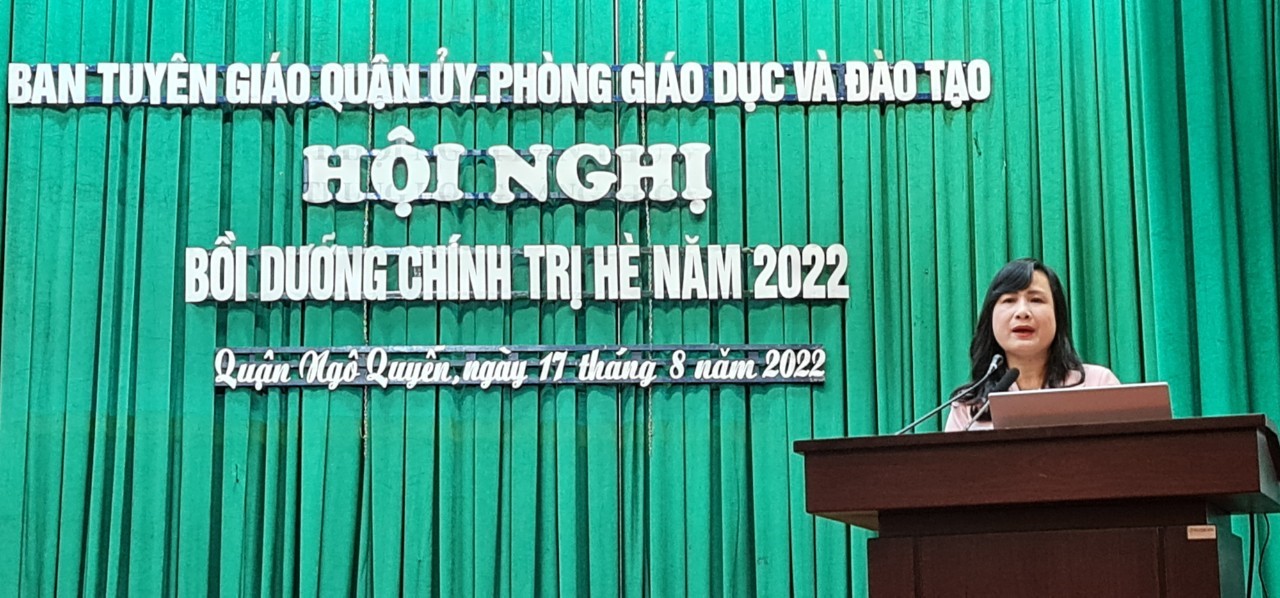 BAN TUYÊN GIÁO QUẬN ỦY-PHÒNG GIÁO DỤC VÀ ĐÀO TẠO
HỘI NGHỊ
BỒI DƯỠNG CHÍNH TRỊ HÈ NĂM 2022
Quận Ngô Quyền, ngày 17 tháng 8 năm 2022